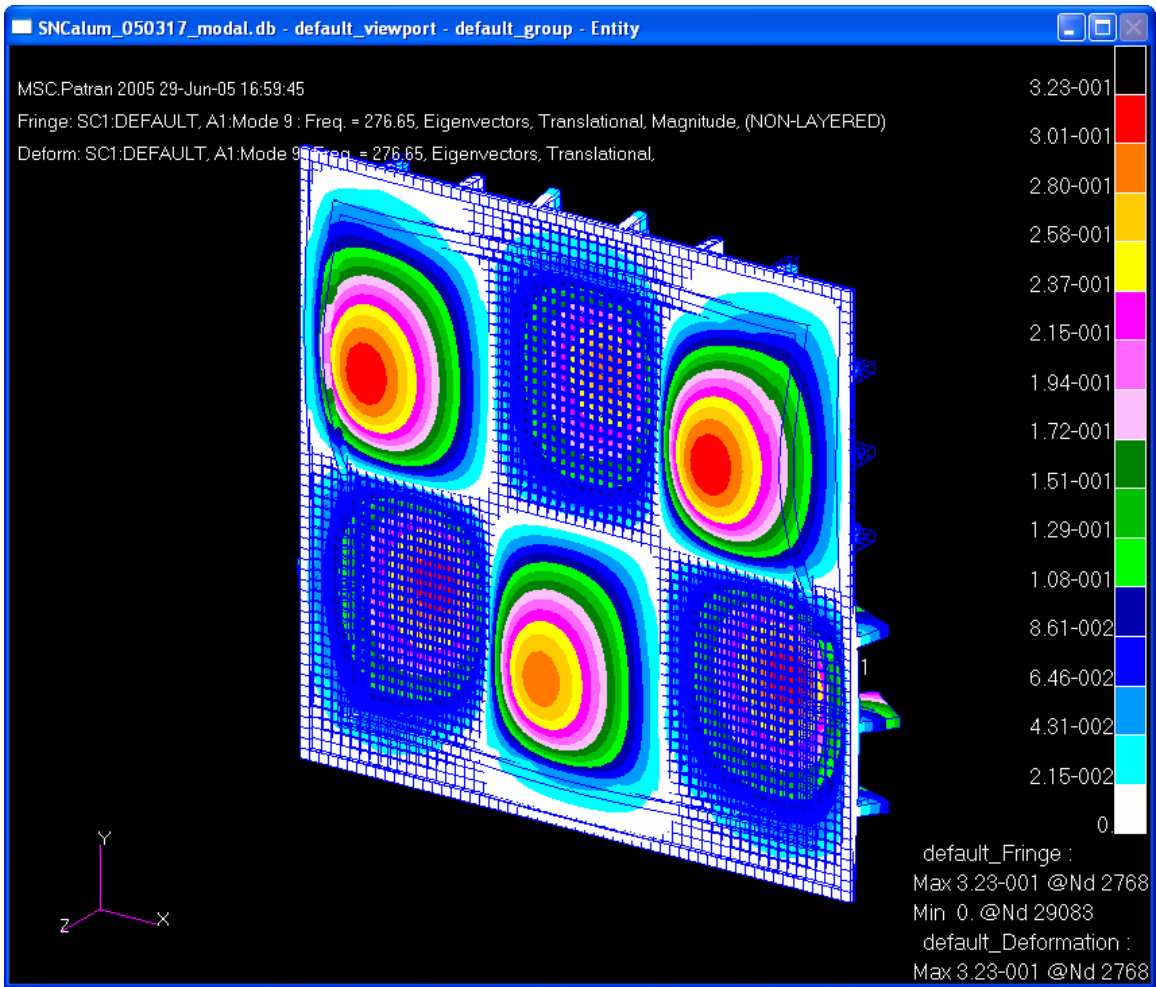 SNCalum_050317_modal.db - default_viewport - default_group - Entity
MSC.Patran 2005 29-Jun-05 16:59:45
Fringe: SC1:DEFAULT, A1:Mode 9 : Freq. = 276.65, Eigenvectors, Translational, Magnitude, (NON-LAYERED)
Deform: SC1:DEFAULT, A1:Mode 9 : Freq. = 276.65, Eigenvectors, Translational,
3.23-001
3.01-001
2.80-001
2.58-001
2.37-001
2.15-001
1.94-001
1.72-001
1.51-001
1.29-001
1.08-001
8.61-002
6.46-002
4.31-002
2.15-002
0.
1
Y
Z
X
default_Fringe :
Max 3.23-001 @Nd 2768
Min 0. @Nd 29083
default_Deformation :
Max 3.23-001 @Nd 2768